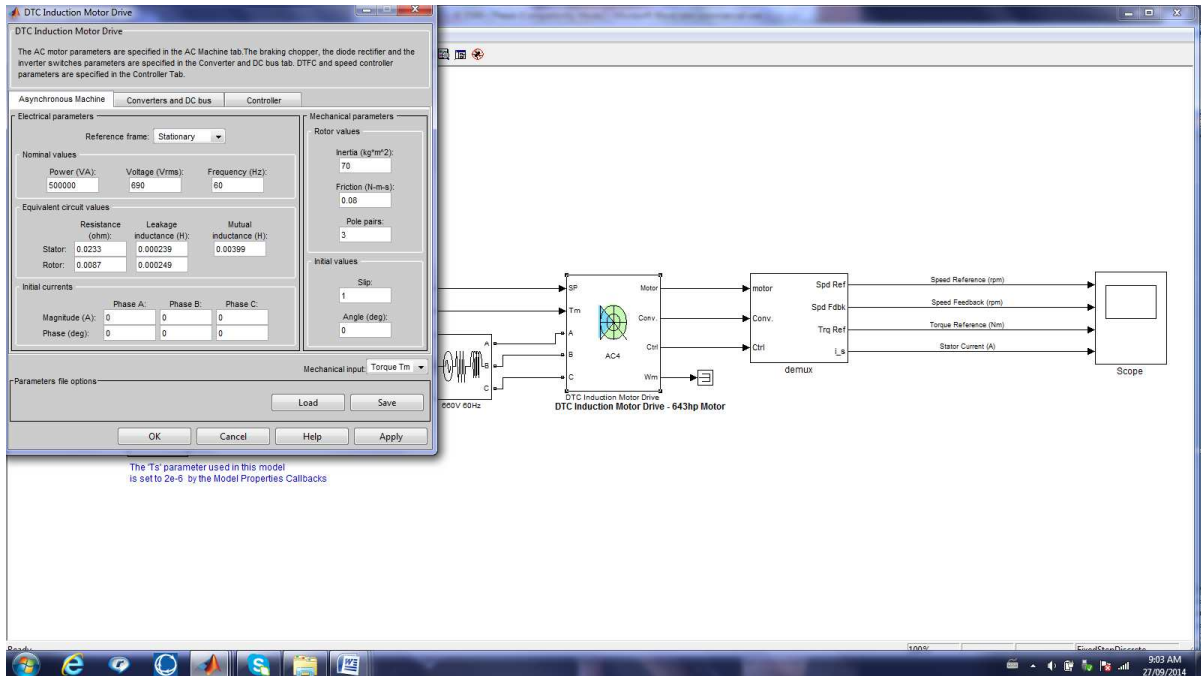 DTC Induction Motor Drive
DTC Induction Motor Drive
The AC motor parameters are specified in the AC Machine tab.The braking
chopper, the diode rectifier and the
inverter switches parameters are specified in the Converter and DC bus tab. DTFC and speed controller
parameters are specified in the Controller Tab.
Asynchronous Machine Converters and DC bus Controller
Electrical parameters
Reference frame: Stationary
Nominal values
Power (VA): Voltage (Vrms): Frequency (Hz):
500000 690 60
Equivalent circuit values
Resistance Leakage Mutual
(ohm): inductance (H): inductance (H):
Stator: 0.0233 0.000239 0.00399
Rotor: 0.0087 0.000249
Initial currents
Phase A: Phase B: Phase C:
Magnitude (A): 0 0 0
Phase (deg): 0 0 0
Mechanical parameters
Rotor values
Inertia (kg*m^2):
70
Friction (N-m-s):
0.08
Pole pairs:
3
Initial values
Slip:
1
Angle (deg):
0
Mechanical input: Torque Tm
Parameters file options
Load Save
OK Cancel Help Apply
The 'Ts' parameter used in this model
is set to 2e-6 by the Model Properties Callbacks
A
B
C
660V 60Hz
SP Motor
Tm
A Conv.
B Ctrl
C Wm
AC4
DTC Induction Motor Drive
DTC Induction Motor Drive - 643hp Motor
motor Spd Ref
Conv. Spd Fdbk
Ctrl Trq Ref
i_s
demux
Speed Reference (rpm)
Speed Feedback (rpm)
Torque Reference (Nm)
Stator Current (A)
Scope
Ready
100%
FixedStepDiscrete
9:03 AM
27/09/2014